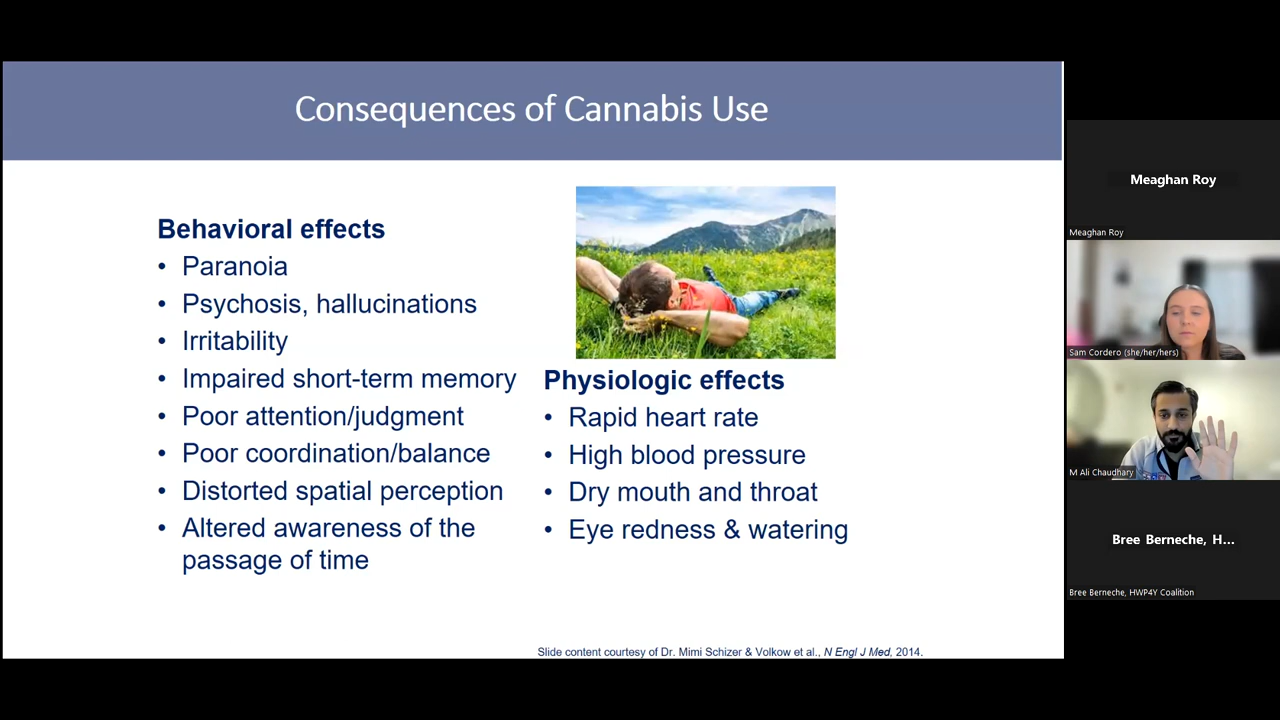 Consequences of Cannabis Use
Behavioral effects
• Paranoia
• Psychosis, hallucinations
• Irritability
• Impaired short-term memory
• Poor attention/judgment
• Poor coordination/balance
• Distorted spatial perception
• Altered awareness of the
passage of time
Physiologic effects
• Rapid heart rate
• High blood pressure
• Dry mouth and throat
• Eye redness & watering
Slide content courtesy of Dr. Mimi Schizer & Volkow et al., N Engl J Med, 2014.
Meaghan Roy
Meaghan Roy
Sam Cordero (she/her/hers)
M Ali Chaudhary
Bree Berneche, H...
Bree Berneche, HWP4Y Coalition